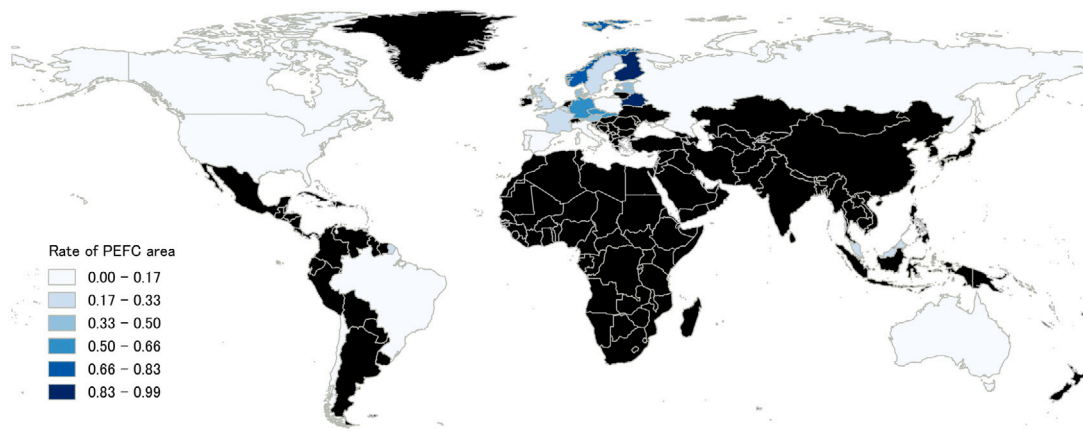 Rate of PEFC area
0.00 – 0.17
0.17 – 0.33
0.33 – 0.50
0.50 – 0.66
0.66 – 0.83
0.83 – 0.99